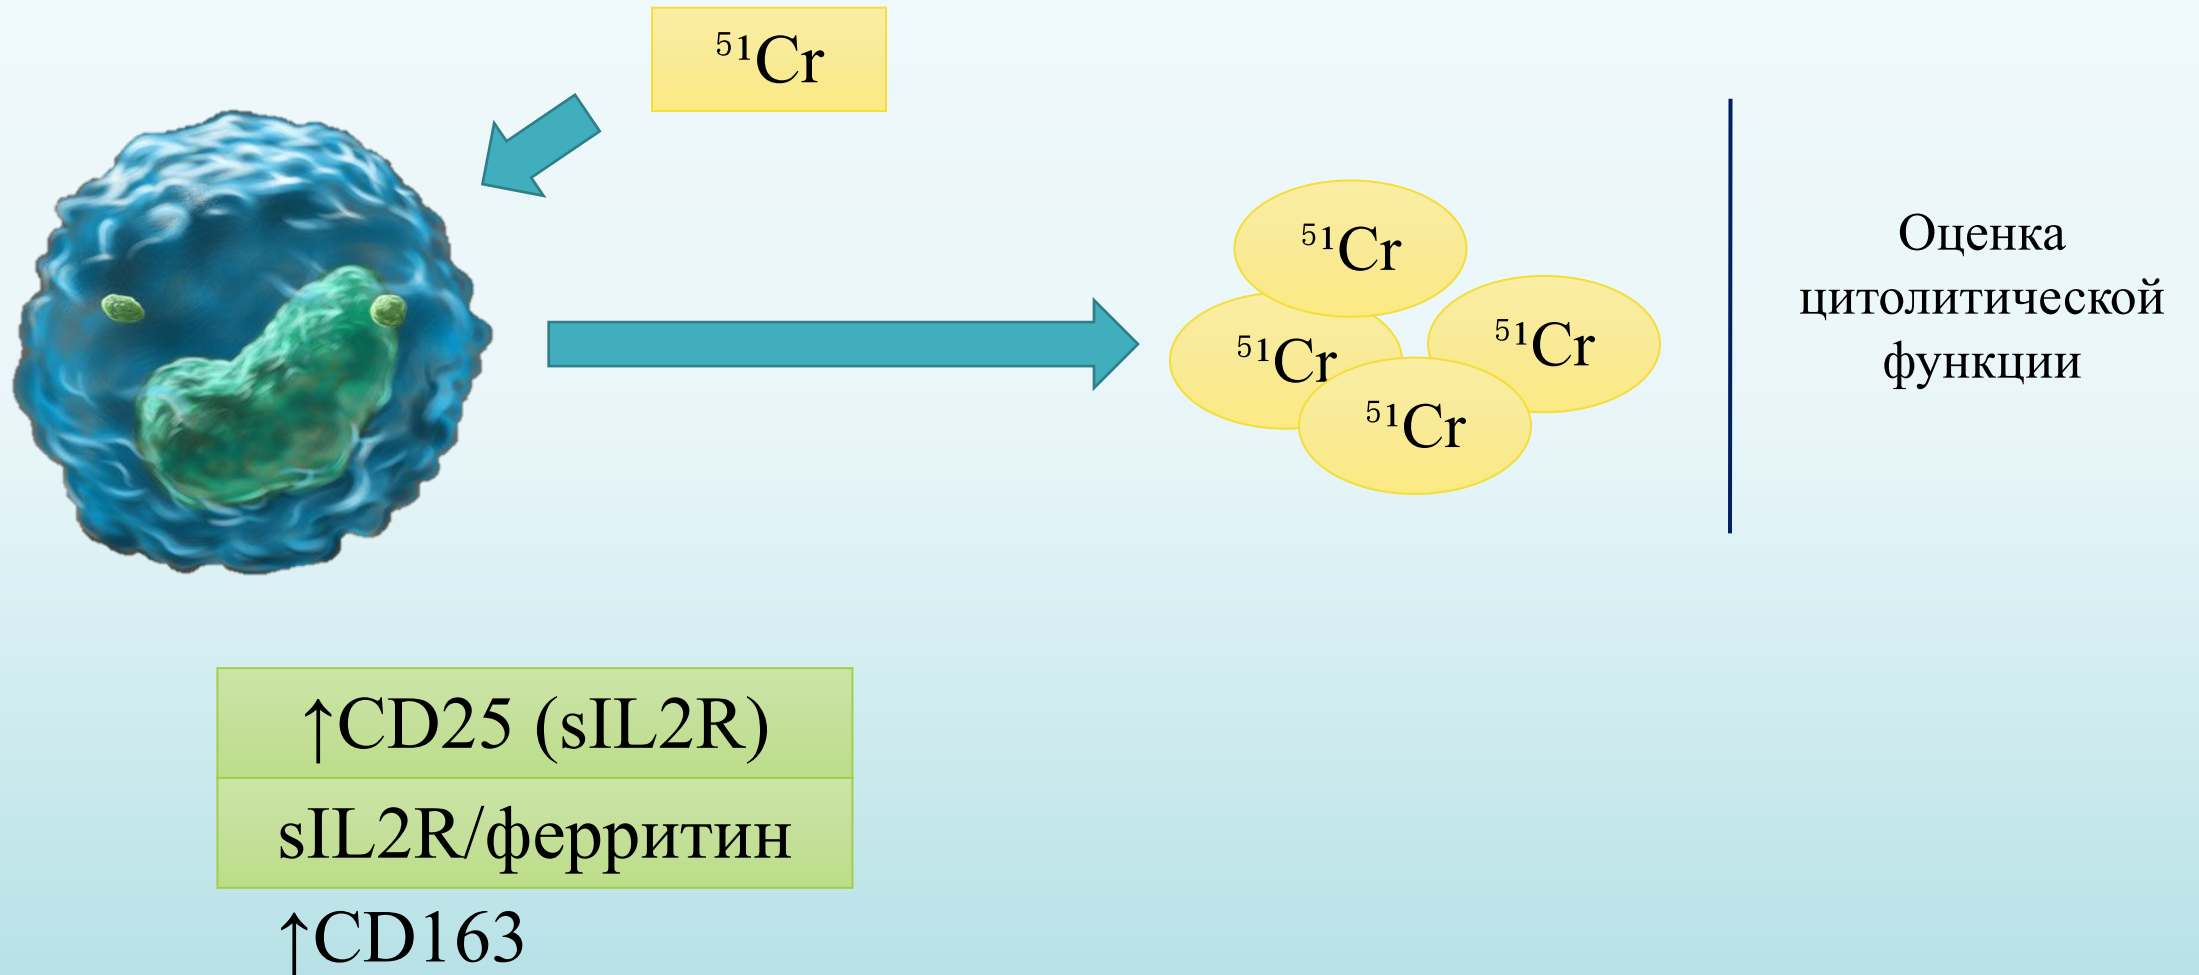 ⁵¹Cr
⁵¹Cr
⁵¹Cr
⁵¹Cr
⁵¹Cr
Оценка
цитолитической
функции
↑CD25 (sIL2R)
sIL2R/ферритин
↑CD163